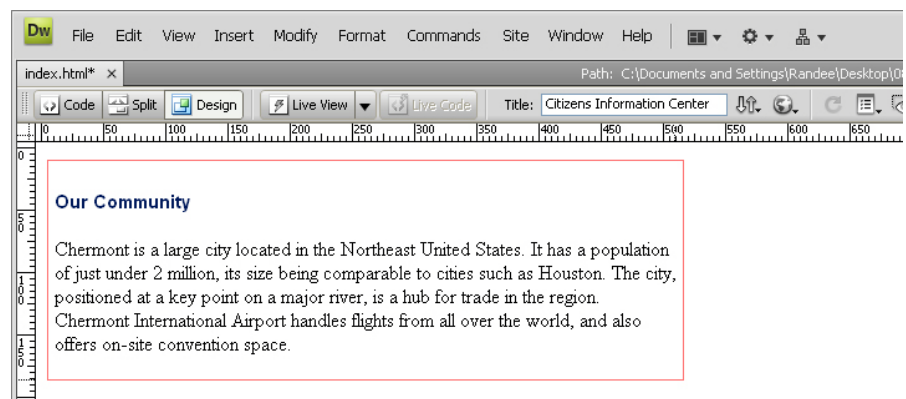 Dw File Edit View Insert Modify Format Commands Site Window Help
index.html* × Path: C:\Documents and Settings\Randee\Desktop\0
Code Split Design Live View Live Code Title: Citizens Information Center
0 50 100 150 200 250 300 350 400 450 500 550 600 650
0
Our Community
50
Chermont is a large city located in the Northeast United States. It has a population
of just under 2 million, its size being comparable to cities such as Houston. The city,
100
positioned at a key point on a major river, is a hub for trade in the region.
Chermont International Airport handles flights from all over the world, and also
150
offers on-site convention space.